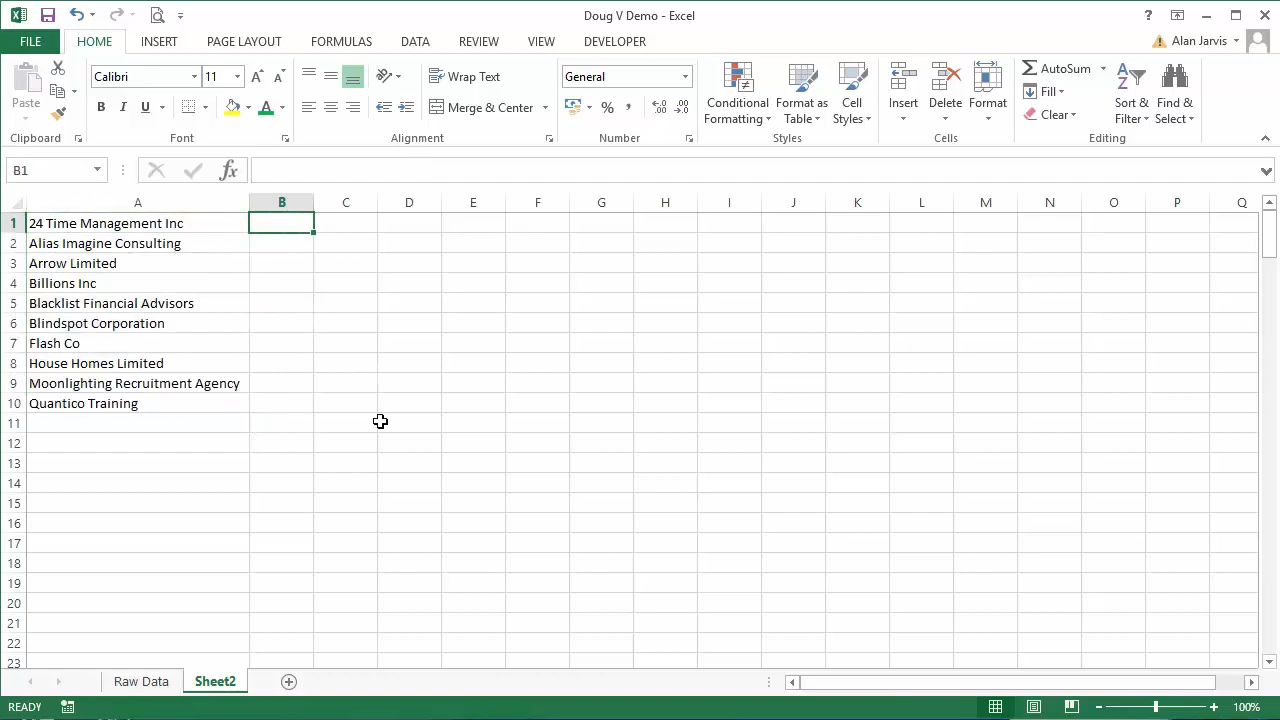 Doug V Demo - Excel
FILE HOME INSERT PAGE LAYOUT FORMULAS DATA REVIEW VIEW DEVELOPER Alan Jarvis
Paste Calibri 11 Wrap Text General Conditional Formatting Format as Table Cell Styles Insert Delete Format AutoSum Sort & Filter Find & Select
B I U A Merge & Center % Fill
Clear
Clipboard Font Alignment Number Styles Cells Editing
B1 fx
A B C D E F G H I J K L M N O P Q
1 24 Time Management Inc
2 Alias Imagine Consulting
3 Arrow Limited
4 Billions Inc
5 Blacklist Financial Advisors
6 Blindspot Corporation
7 Flash Co
8 House Homes Limited
9 Moonlighting Recruitment Agency
10 Quantico Training
11
12
13
14
15
16
17
18
19
20
21
22
23
Raw Data Sheet2
READY 100%